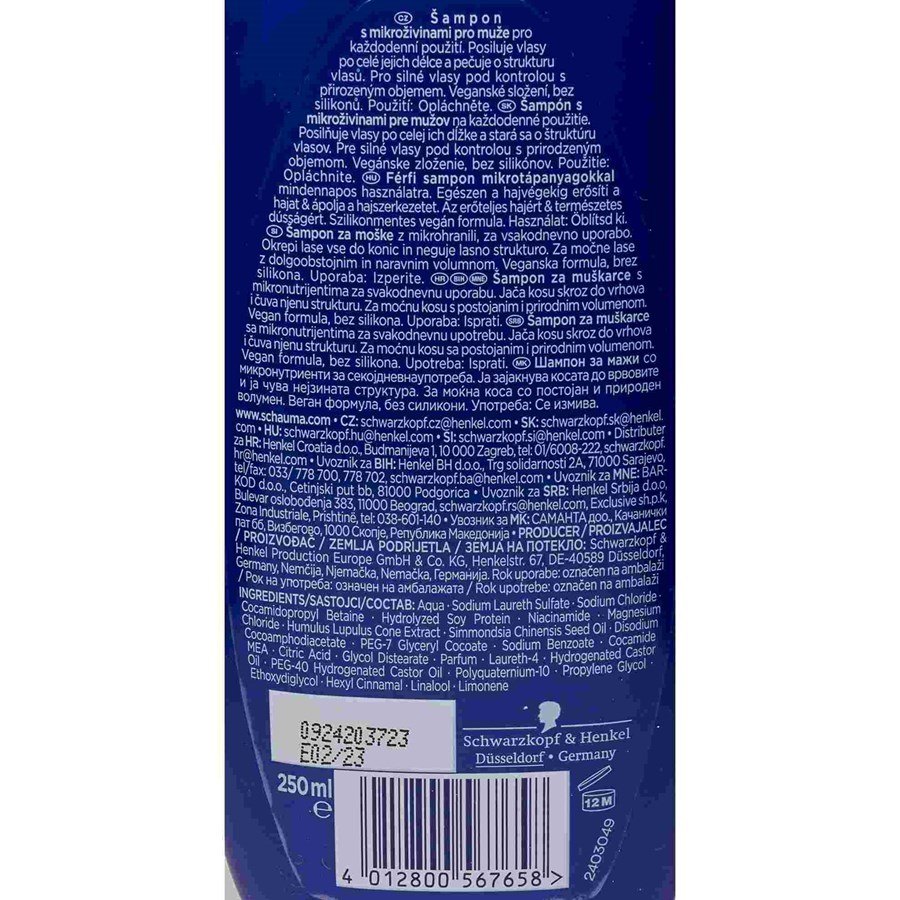 CZ Šampon
s mikroživinami pro muže pro
každodenní použití. Posiluje vlasy
po celé jejich délce a pečuje o strukturu
vlasů. Pro silné vlasy pod kontrolou s
přirozeným objemem. Veganské složení, bez
silikonů. Použití: Opláchněte. SK Šampón s
mikroživinami pre mužov na každodenné použitie.
Posilňuje vlasy po celej ich dĺžke a stará sa o štruktúru
vlasov. Pre silné vlasy pod kontrolou s prirodzeným
objemom. Vegánske zloženie, bez silikónov. Použitie:
Opláchnite. HU Férfi sampon mikrotápanyagokkal
mindennapos használatra. Egészen a hajvégekig erősíti a
hajat & ápolja a hajszerkezetet. Az erőteljes hajért & természetes
dússágért. Szilikonmentes vegán formula. Használat: Öblítsd ki.
SI Šampon za moške z mikrohranili, za vsakodnevno uporabo.
Okrepi lase vse do konic in neguje lasno strukturo. Za močne lase
z dolgoobstojnim in naravnim volumnom. Veganska formula, brez
silikona. Uporaba: Izperite. HR BIH MNE Šampon za muškarce s
mikronutrijentima za svakodnevnu uporabu. Jača kosu skroz do vrhova
i čuva njenu strukturu. Za moćnu kosu s postojanim i prirodnim volumenom.
Vegan formula, bez silikona. Uporaba: Isprati. SRB Šampon za muškarce
sa mikronutrijentima za svakodnevnu upotrebu. Jača kosu skroz do vrhova
i čuva njenu strukturu. Za moćnu kosu sa postojanim i prirodnim volumenom.
Vegan formula, bez silikona. Upotreba: Isprati. MK Шампон за мажи со
микронутриенти за секојдневнаупотреба. Ја зајакнува косата до врвовите
и ја чува нејзината структура. За моќна коса со постојан и природен
волумен. Веган формула, без силикони. Употреба: Се измива.
www.schauma.com • CZ: schwarzkopf.cz@henkel.com • SK: schwarzkopf.sk@henkel.
com • HU: schwarzkopf.hu@henkel.com • SI: schwarzkopf.si@henkel.com • Distributer
za HR: Henkel Croatia d.o.o., Budmanijeva 1, 10 000 Zagreb, tel: 01/6008-222, schwarzkopf.
hr@henkel.com • Uvoznik za BIH: Henkel BH d.o.o., Trg solidarnosti 2A, 71000 Sarajevo,
tel/fax: 033/ 778 700, 778 702, schwarzkopf.ba@henkel.com • Uvoznik za MNE: BAR-
KOD d.o.o., Cetinjski put bb, 81000 Podgorica • Uvoznik za SRB: Henkel Srbija d.o.o,
Bulevar oslobođenja 383, 11000 Beograd, schwarzkopf.rs@henkel.com, Exclusive sh.p.k,
Zona Industriale, Prishtinë, tel: 038-601-140 • Увозник за МК: САМАНТА доо., Качанички
пат бб, Визбегово, 1000 Скопје, Република Македонија • PRODUCER / PROIZVAJALEC
/ PROIZVOĐAČ / ZEMLJA PODRIJETLA / ЗЕМЈА НА ПОТЕКЛО: Schwarzkopf &
Henkel Production Europe GmbH & Co. KG, Henkelstr. 67, DE-40589 Düsseldorf,
Germany, Nemčija, Njemačka, Nemačka, Германија. Rok uporabe: označen na ambalaži
/ Рок на употреба: означен на амбалажата / Rok upotrebe: označen na ambalaži
INGREDIENTS/SASTOJCI/СОСТАВ: Aqua · Sodium Laureth Sulfate · Sodium Chloride ·
Cocamidopropyl Betaine · Hydrolyzed Soy Protein · Niacinamide · Magnesium
Chloride · Humulus Lupulus Cone Extract · Simmondsia Chinensis Seed Oil · Disodium
Cocoamphodiacetate · PEG-7 Glyceryl Cocoate · Sodium Benzoate · Cocamide
MEA · Citric Acid · Glycol Distearate · Parfum · Laureth-4 · Hydrogenated Castor
Oil · PEG-40 Hydrogenated Castor Oil · Polyquaternium-10 · Propylene Glycol ·
Ethoxydiglycol · Hexyl Cinnamal · Linalool · Limonene
0924203723
E02/23
Schwarzkopf & Henkel
Düsseldorf • Germany
250 ml
e
12 M
2403049
4 012800 567658 >